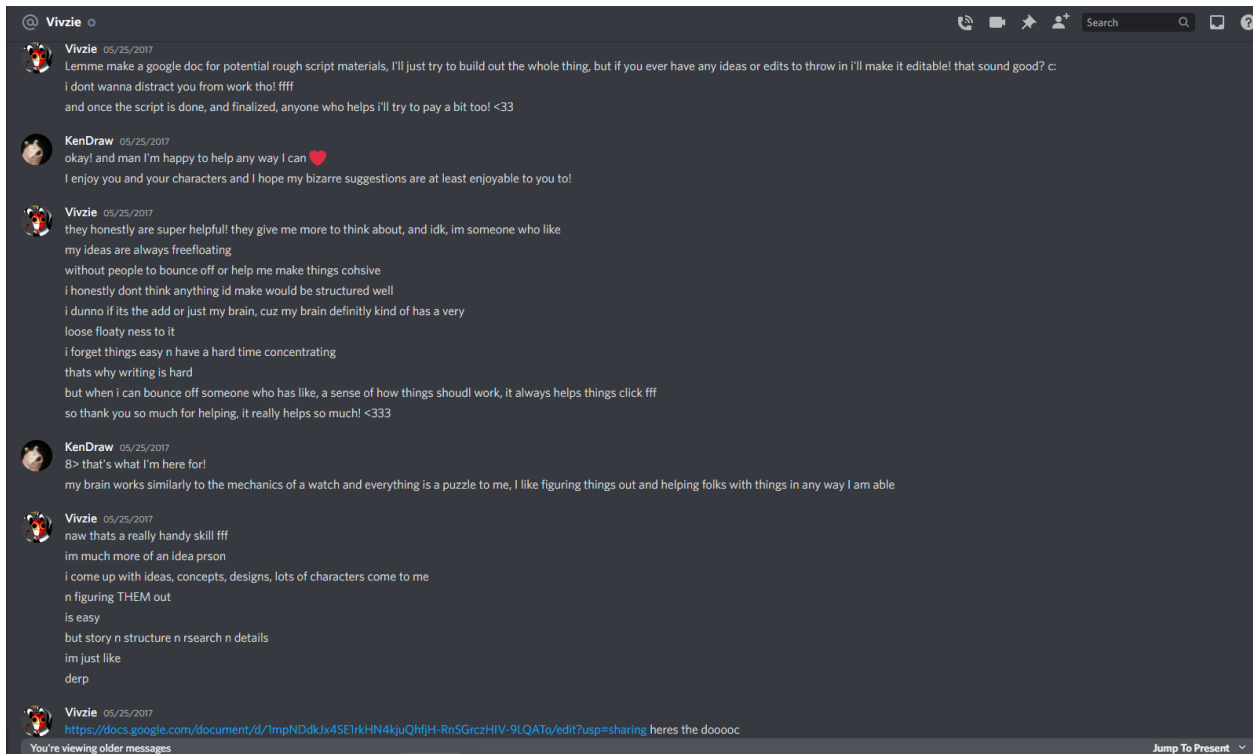 @ Vivzie
Search
Vivzie 05/25/2017
Lemme make a google doc for potential rough script materials, I'll just try to build out the whole thing, but if you ever have any ideas or edits to throw in i'll make it editable! that sound good? c:
i dont wanna distract you from work tho! ffff
and once the script is done, and finalized, anyone who helps i'll try to pay a bit too! <33
KenDraw 05/25/2017
okay! and man I'm happy to help any way I can ❤️
I enjoy you and your characters and I hope my bizarre suggestions are at least enjoyable to you to!
Vivzie 05/25/2017
they honestly are super helpful! they give me more to think about, and idk, im someone who like
my ideas are always freefloating
without people to bounce off or help me make things cohsive
i honestly dont think anything id make would be structured well
i dunno if its the add or just my brain, cuz my brain definitly kind of has a very
loose floaty ness to it
i forget things easy n have a hard time concentrating
thats why writing is hard
but when i can bounce off someone who has like, a sense of how things shoudl work, it always helps things click fff
so thank you so much for helping, it really helps so much! <333
KenDraw 05/25/2017
8> that's what I'm here for!
my brain works similarly to the mechanics of a watch and everything is a puzzle to me, I like figuring things out and helping folks with things in any way I am able
Vivzie 05/25/2017
naw thats a really handy skill fff
im much more of an idea prson
i come up with ideas, concepts, designs, lots of characters come to me
n figuring THEM out
is easy
but story n structure n rsearch n details
im just like
derp
Vivzie 05/25/2017
https://docs.google.com/document/d/1mpNDdkJx4SE1rkHN4kjuQhfjH-RnSGrczHIV-9LQATo/edit?usp=sharing heres the dooooc
You're viewing older messages
Jump To Present